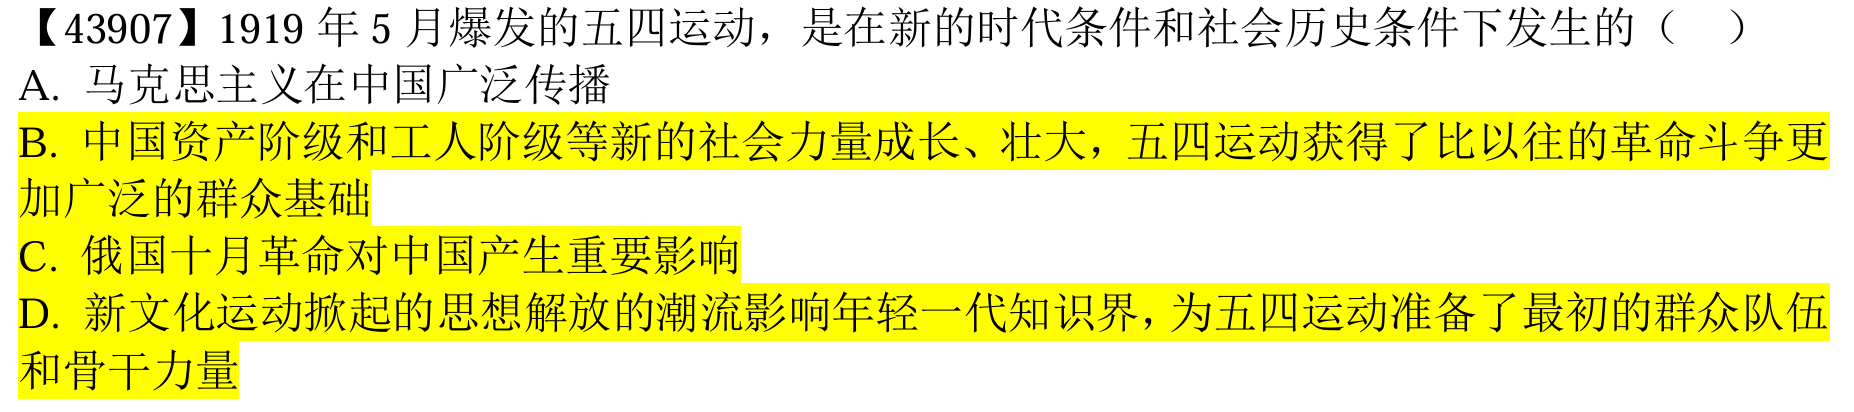 【43907】1919 年 5 月爆发的五四运动，是在新的时代条件和社会历史条件下发生的（　）
A. 马克思主义在中国广泛传播
B. 中国资产阶级和工人阶级等新的社会力量成长、壮大，五四运动获得了比以往的革命斗争更
加广泛的群众基础
C. 俄国十月革命对中国产生重要影响
D. 新文化运动掀起的思想解放的潮流影响年轻一代知识界，为五四运动准备了最初的群众队伍
和骨干力量